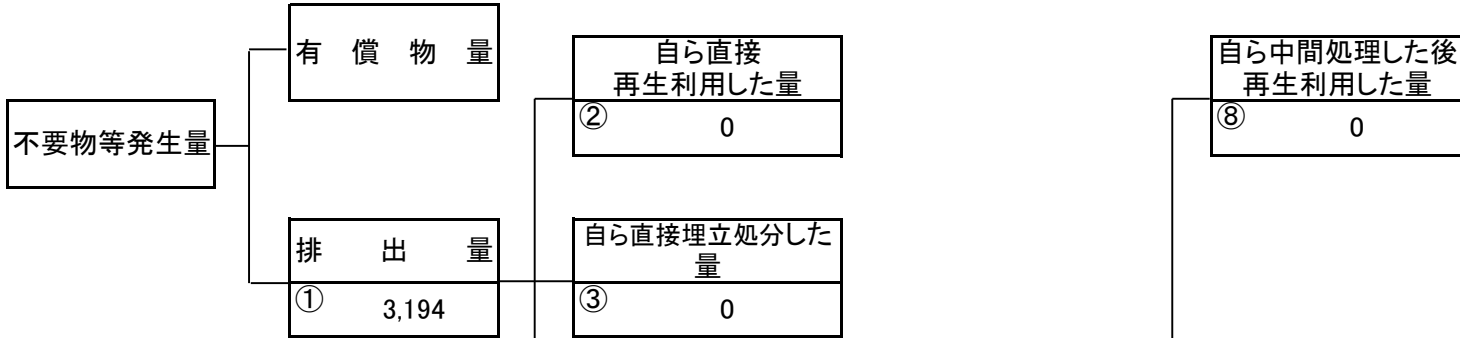 有償物量
自ら直接
再生利用した量
② 0
自ら中間処理した後
再生利用した量
⑧ 0
不要物等発生量
排出量
① 3,194
自ら直接埋立処分した
量
③ 0